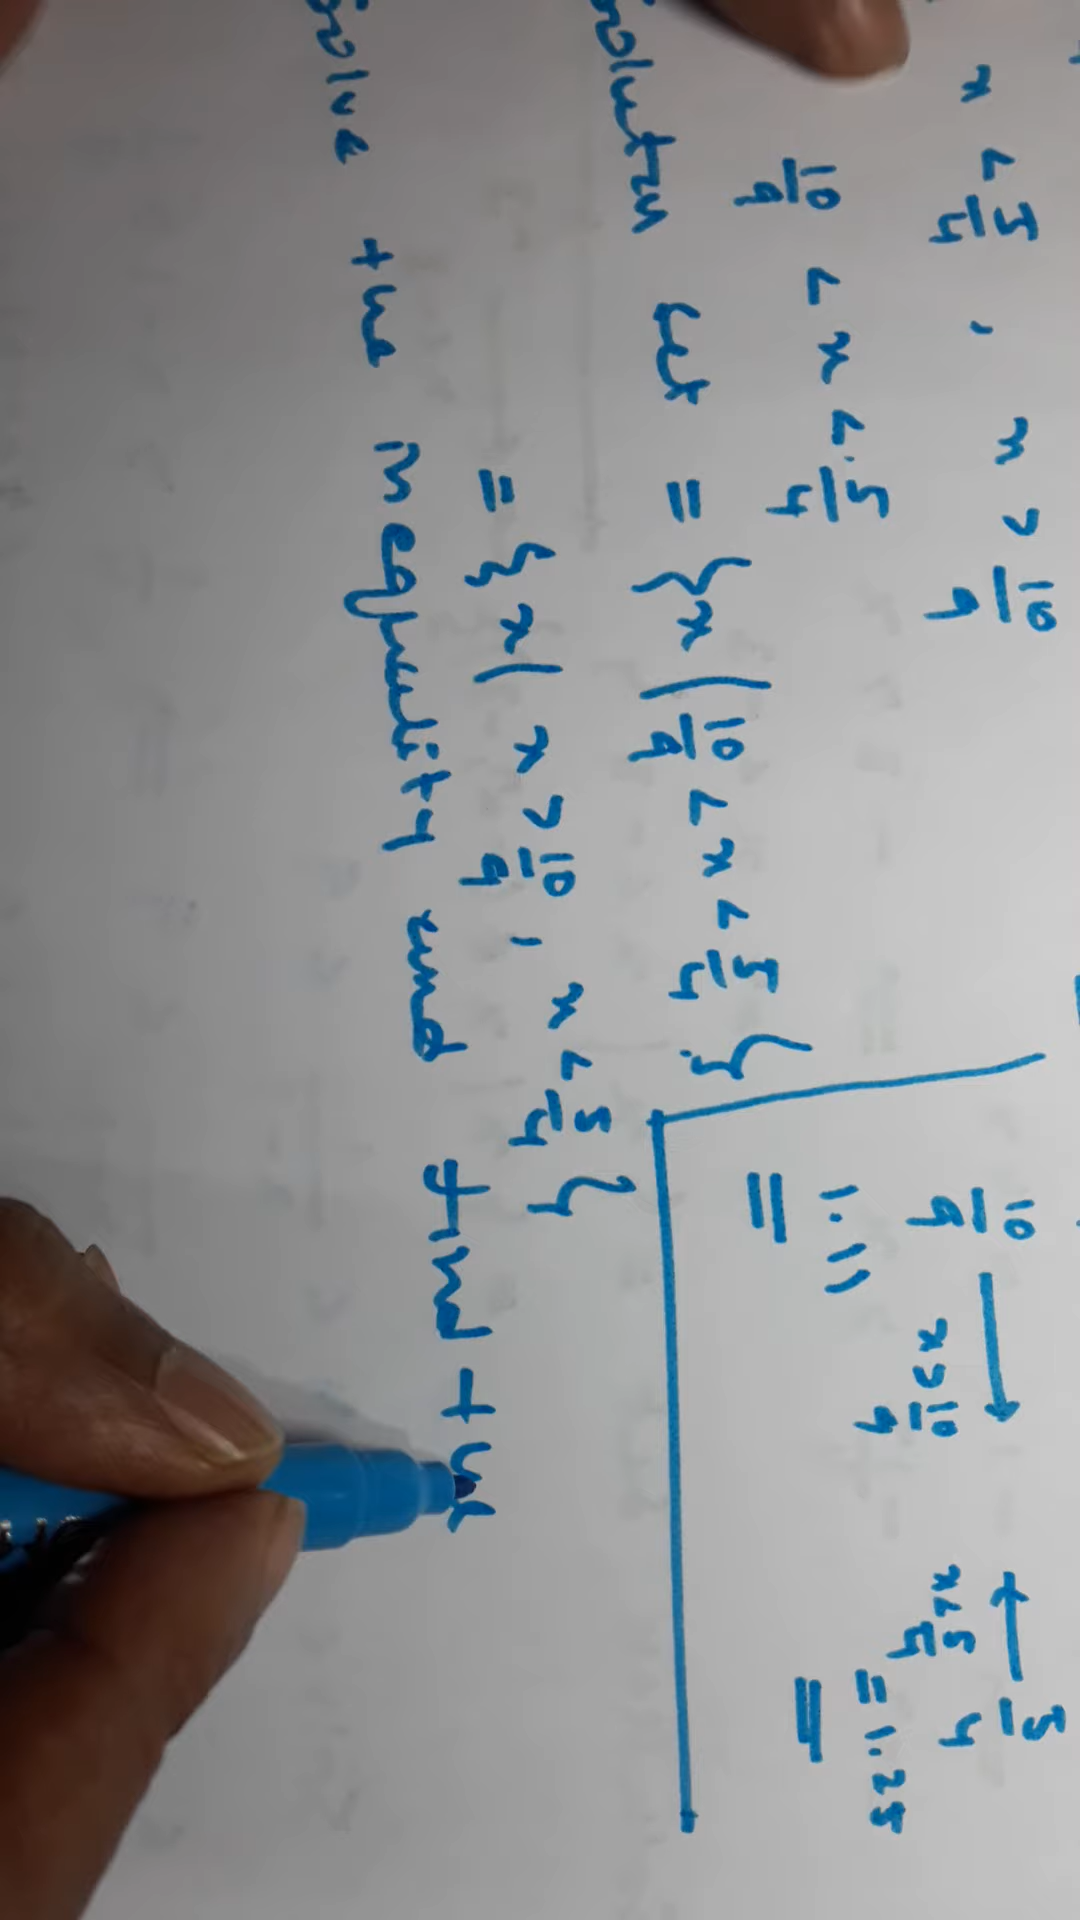 x < 5/4 , x > 10/9
10/9 < x < 5/4
solutin set = {x | 10/9 < x < 5/4}
= {x | x > 10/9 , x < 5/4}
solve the inequality and find the
10/9 → ← 5/4
x > 10/9 x < 5/4
1.11 = 1.25